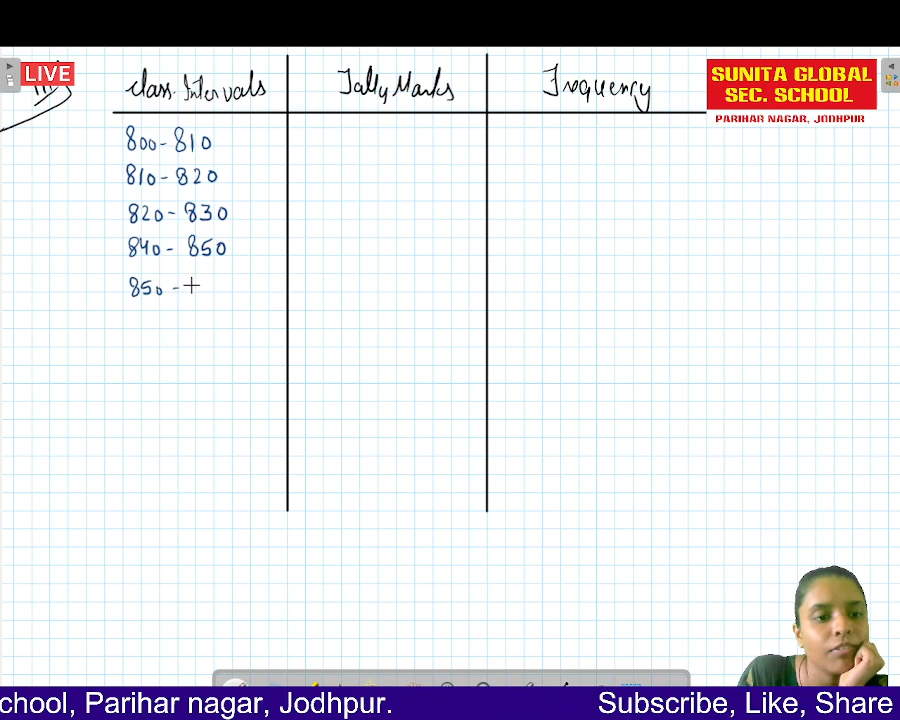 LIVE
Class Intervals Tally Marks Frequency
SUNITA GLOBAL
SEC. SCHOOL
PARIHAR NAGAR, JODHPUR
800-810
810-820
820-830
840-850
850-
chool, Parihar nagar, Jodhpur. Subscribe, Like, Share